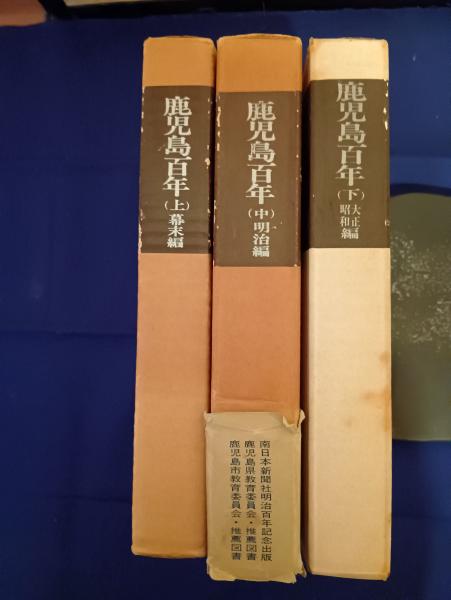 鹿児島百年
(上)幕末編
鹿児島百年
(中)明治編
南日本新聞社明治百年記念出版
鹿児島県教育委員会・推薦図書
鹿児島市教育委員会・推薦図書
鹿児島百年
(下)大正昭和編